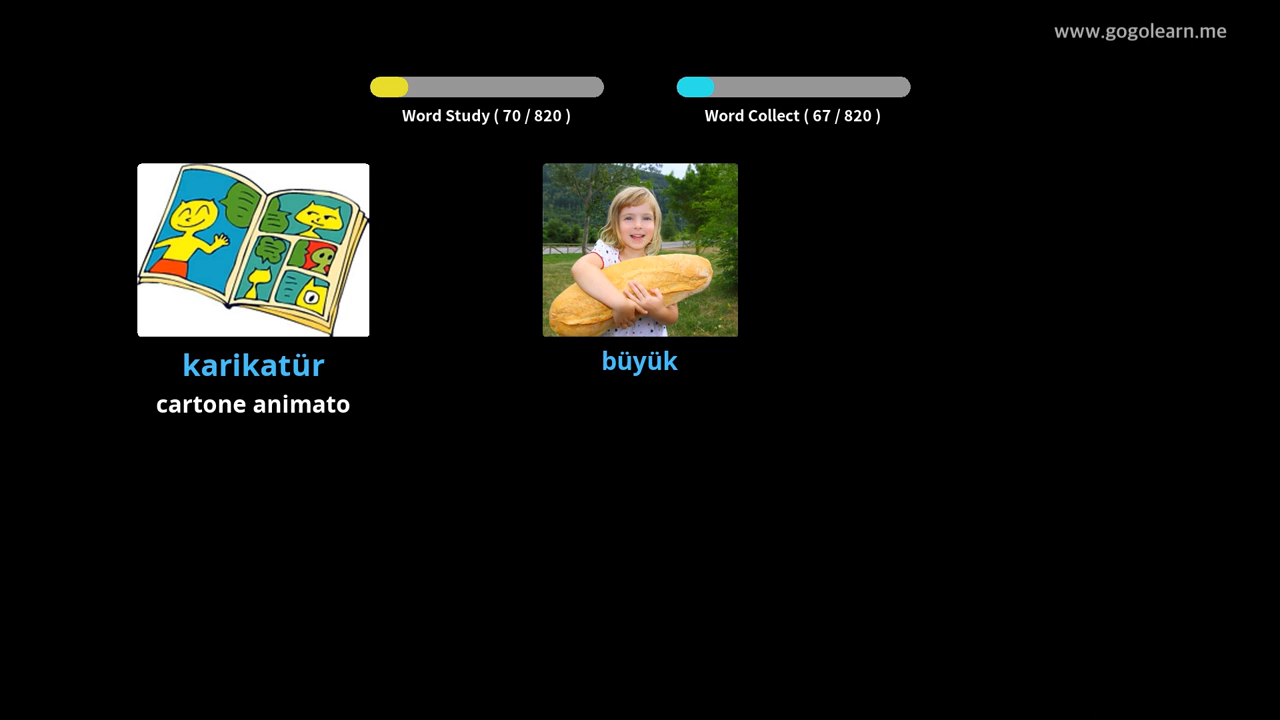 www.gogolearn.me
Word Study ( 70 / 820 )
Word Collect ( 67 / 820 )
karikatür
cartone animato
büyük